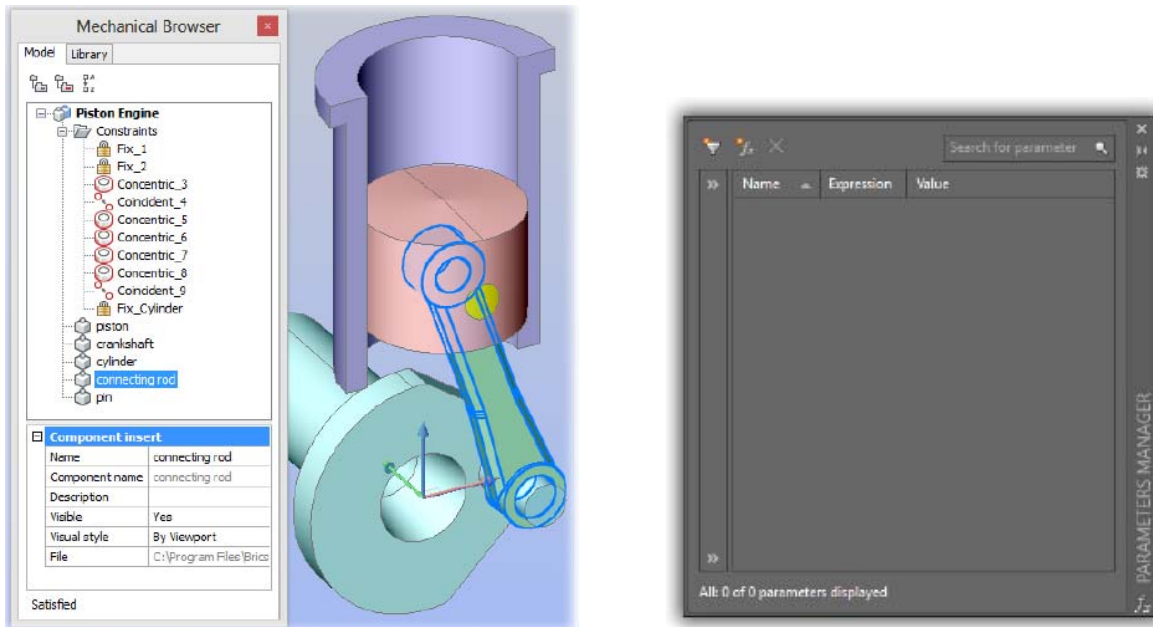 Mechanical Browser
Model Library
Piston Engine
Constraints
Fix_1
Fix_2
Concentric_3
Coincident_4
Concentric_5
Concentric_6
Concentric_7
Concentric_8
Coincident_9
Fix_Cylinder
piston
crankshaft
cylinder
connecting rod
pin
Component insert
Name connecting rod
Component name connecting rod
Description
Visible Yes
Visual style By Viewport
File C:\Program Files\Brics
Satisfied
Search for parameter
Name Expression Value
All: 0 of 0 parameters displayed
PARAMETERS MANAGER